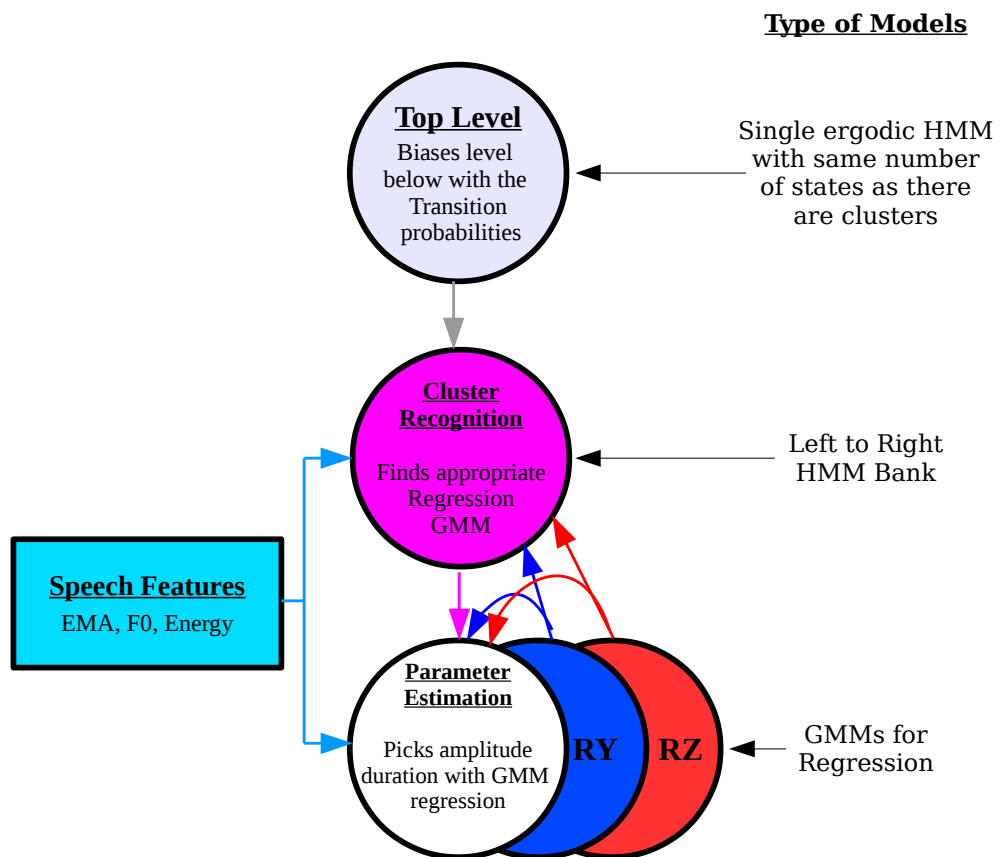 Type of Models
Top Level
Biases level
below with the
Transition
probabilities
Single ergodic HMM
with same number
of states as there
are clusters
Cluster
Recognition
Finds appropriate
Regression
GMM
Left to Right
HMM Bank
Speech Features
EMA, F0, Energy
Parameter
Estimation
Picks amplitude
duration with GMM
regression
RY
RZ
GMMs for
Regression